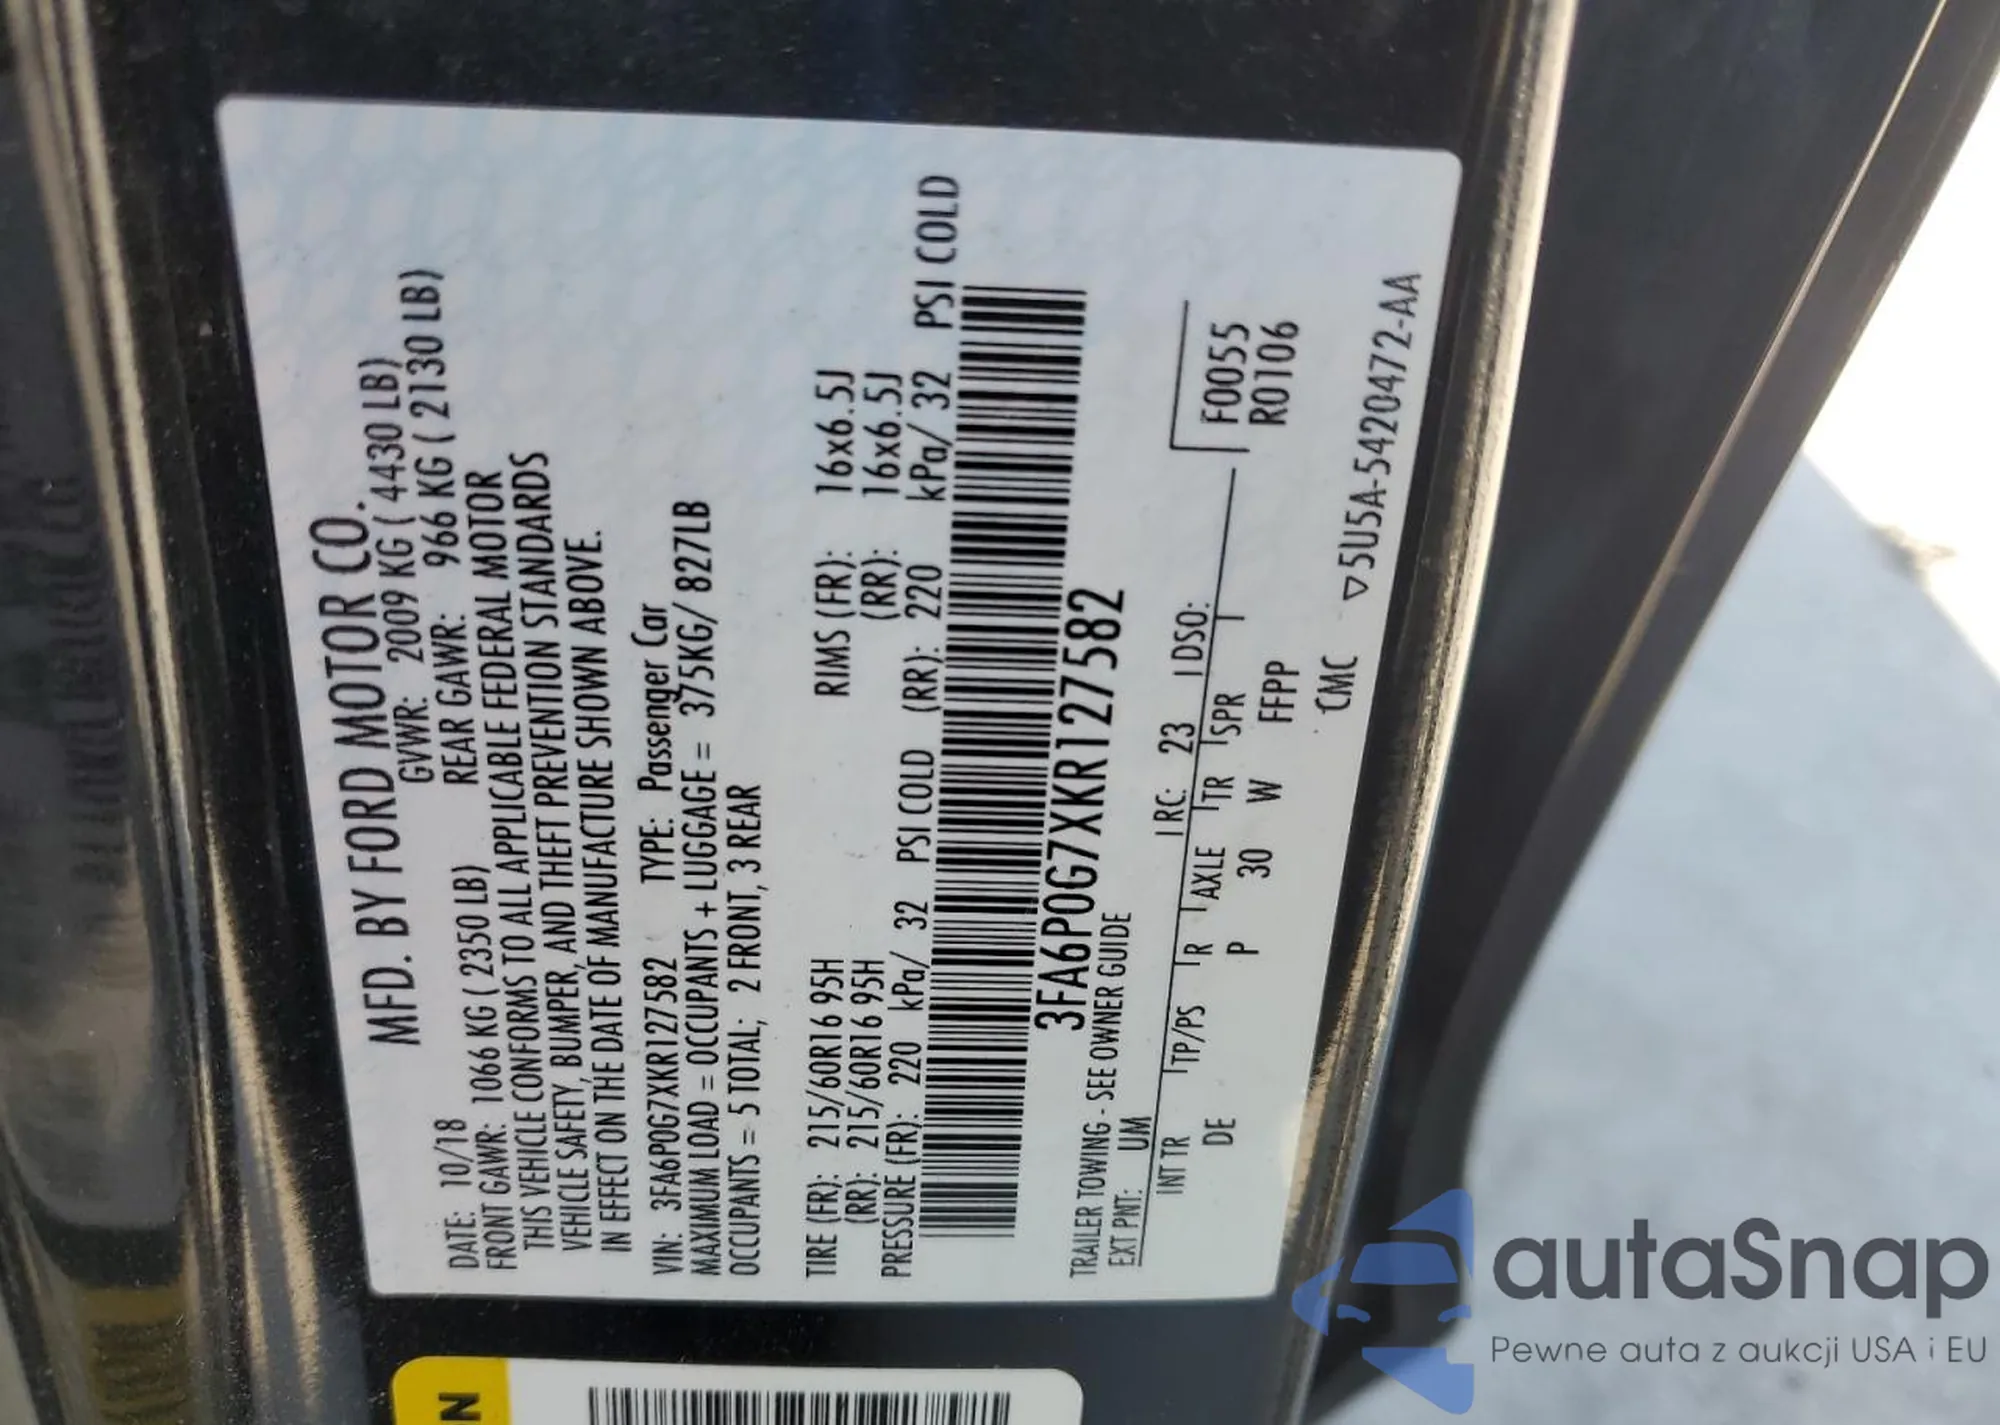 MFD. BY FORD MOTOR CO.
DATE: 10/18 GVWR: 2009 KG ( 4430 LB)
FRONT GAWR: 1066 KG ( 2350 LB) REAR GAWR: 966 KG ( 2130 LB)
THIS VEHICLE CONFORMS TO ALL APPLICABLE FEDERAL MOTOR
VEHICLE SAFETY, BUMPER, AND THEFT PREVENTION STANDARDS
IN EFFECT ON THE DATE OF MANUFACTURE SHOWN ABOVE.
VIN: 3FA6P0G7XKR127582 TYPE: Passenger Car
MAXIMUM LOAD = OCCUPANTS + LUGGAGE = 375KG/ 827LB
OCCUPANTS = 5 TOTAL; 2 FRONT, 3 REAR
TIRE (FR): 215/60R16 95H RIMS (FR): 16x6.5J
(RR): 215/60R16 95H (RR): 16x6.5J
PRESSURE (FR): 220 kPa/ 32 PSI COLD (RR): 220 kPa/ 32 PSI COLD
3FA6P0G7XKR127582
TRAILER TOWING - SEE OWNER GUIDE
EXT PNT: UM RC: 23 DSO:
INT TR TP/PS R AXLE TR SPR
DE P 30 W FFPP
F0055
R0106
CMC ▽5U5A-5420472-AA
N
autaSnap
Pewne auta z aukcji USA i EU